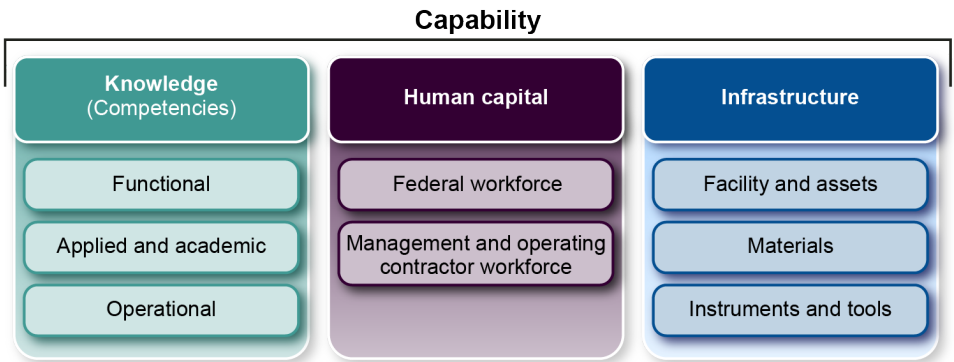 Capability
Knowledge
(Competencies)
Functional
Applied and academic
Operational
Human capital
Federal workforce
Management and operating
contractor workforce
Infrastructure
Facility and assets
Materials
Instruments and tools